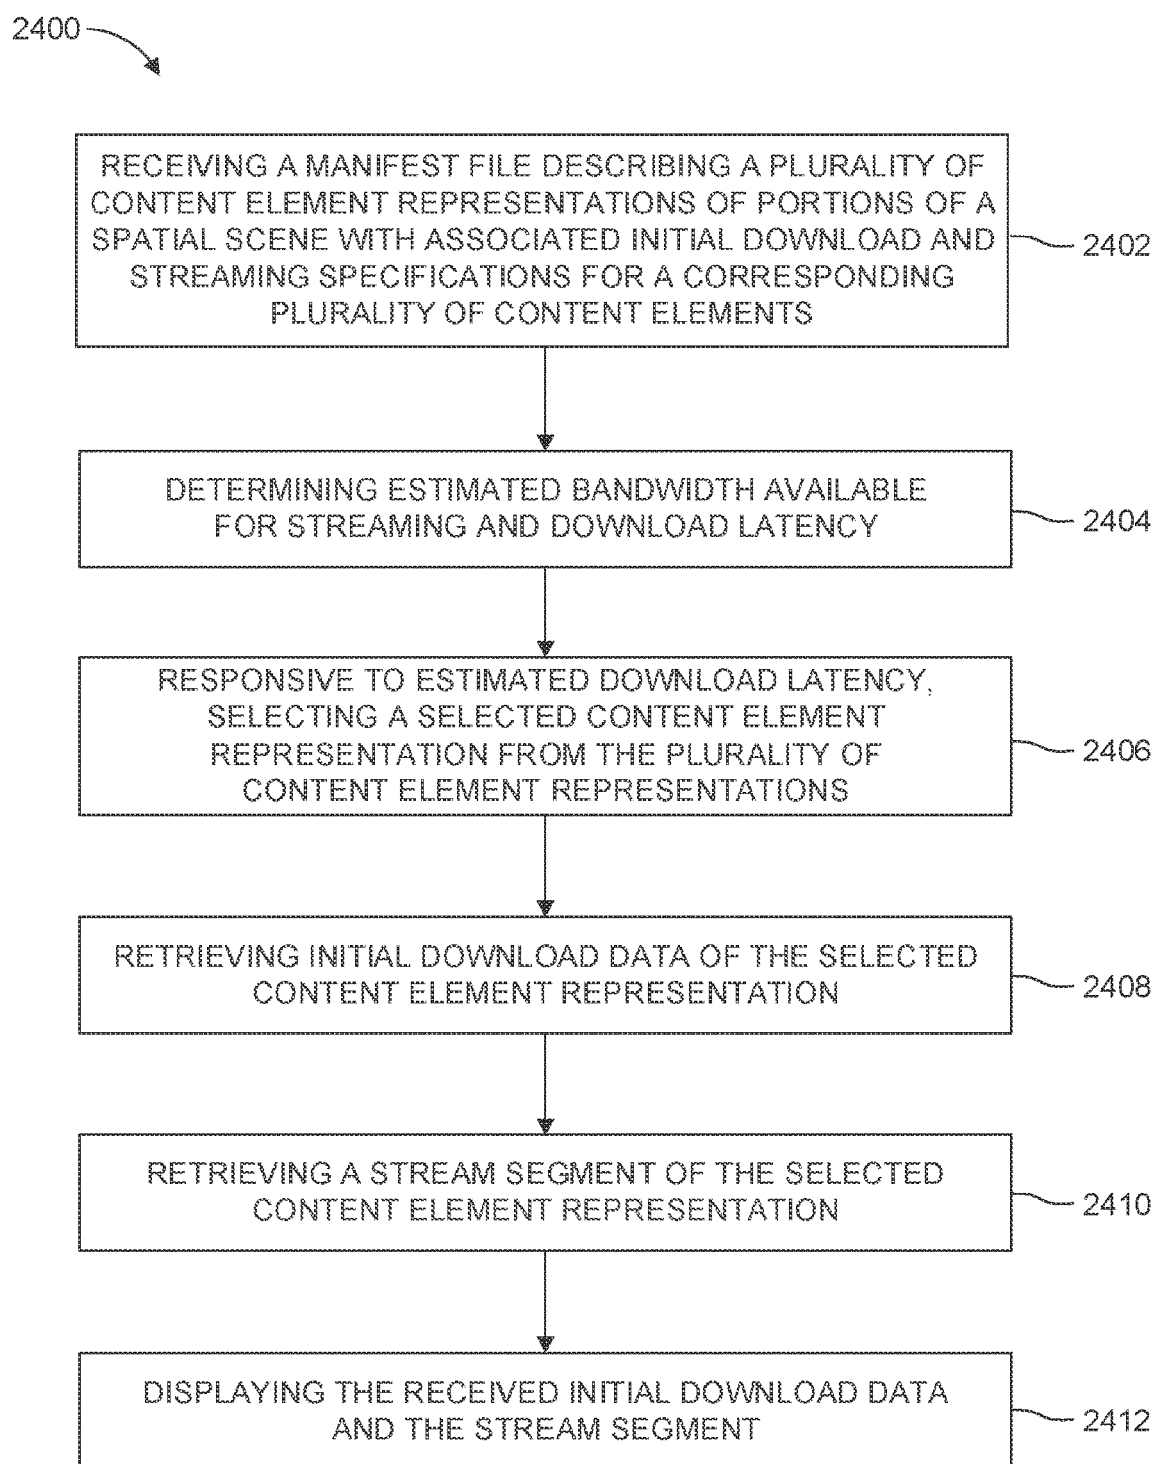 2400
RECEIVING A MANIFEST FILE DESCRIBING A PLURALITY OF
CONTENT ELEMENT REPRESENTATIONS OF PORTIONS OF A
SPATIAL SCENE WITH ASSOCIATED INITIAL DOWNLOAD AND
STREAMING SPECIFICATIONS FOR A CORRESPONDING
PLURALITY OF CONTENT ELEMENTS
2402
DETERMINING ESTIMATED BANDWIDTH AVAILABLE
FOR STREAMING AND DOWNLOAD LATENCY
2404
RESPONSIVE TO ESTIMATED DOWNLOAD LATENCY,
SELECTING A SELECTED CONTENT ELEMENT
REPRESENTATION FROM THE PLURALITY OF
CONTENT ELEMENT REPRESENTATIONS
2406
RETRIEVING INITIAL DOWNLOAD DATA OF THE SELECTED
CONTENT ELEMENT REPRESENTATION
2408
RETRIEVING A STREAM SEGMENT OF THE SELECTED
CONTENT ELEMENT REPRESENTATION
2410
DISPLAYING THE RECEIVED INITIAL DOWNLOAD DATA
AND THE STREAM SEGMENT
2412